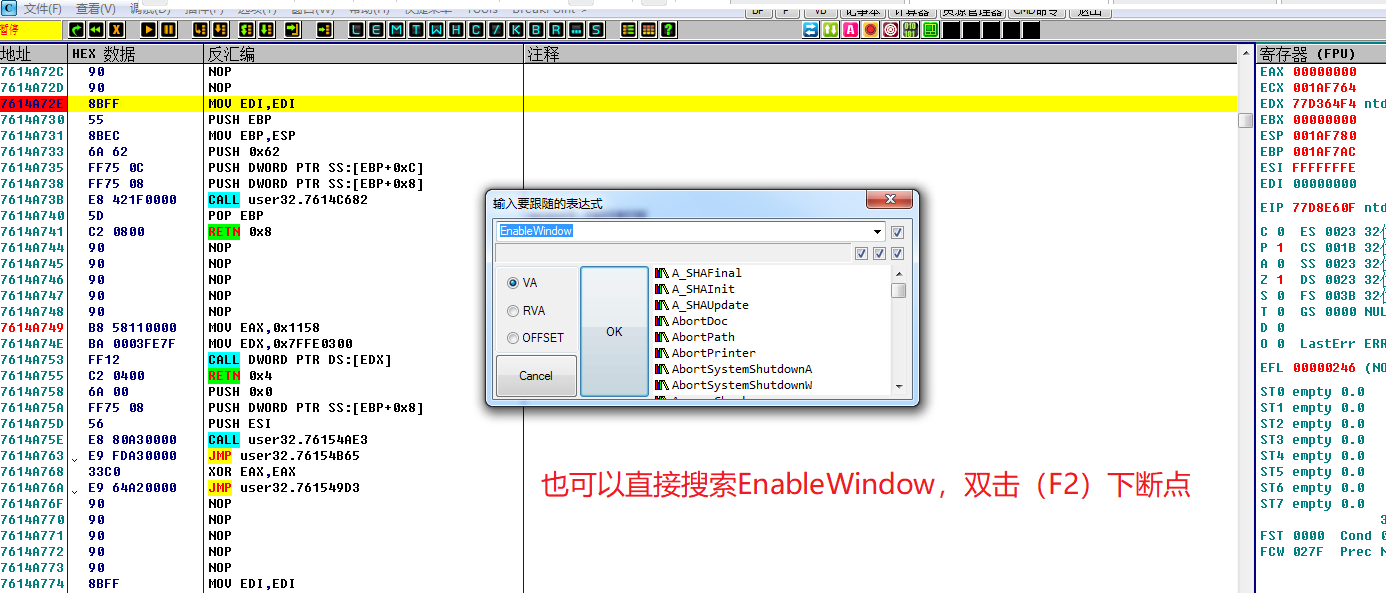 文件(F) 查看(V) 调试(D) 插件(P) 选项(T) 窗口(W) 帮助(H) 快捷菜单 Tools BreakPoint->
BP P VB 记事本 计算器 资源管理器 CMD命令 退出
暂停 L E M T W H C / K B R ... S ?
地址 HEX 数据 反汇编 注释 寄存器 (FPU)
7614A72C 90 NOP
7614A72D 90 NOP
7614A72E 8BFF MOV EDI,EDI
7614A730 55 PUSH EBP
7614A731 8BEC MOV EBP,ESP
7614A733 6A 62 PUSH 0x62
7614A735 FF75 0C PUSH DWORD PTR SS:[EBP+0xC]
7614A738 FF75 08 PUSH DWORD PTR SS:[EBP+0x8]
7614A73B E8 421F0000 CALL user32.7614C682
7614A740 5D POP EBP
7614A741 C2 0800 RETN 0x8
7614A744 90 NOP
7614A745 90 NOP
7614A746 90 NOP
7614A747 90 NOP
7614A748 90 NOP
7614A749 B8 58110000 MOV EAX,0x1158
7614A74E BA 0003FE7F MOV EDX,0x7FFE0300
7614A753 FF12 CALL DWORD PTR DS:[EDX]
7614A755 C2 0400 RETN 0x4
7614A758 6A 00 PUSH 0x0
7614A75A FF75 08 PUSH DWORD PTR SS:[EBP+0x8]
7614A75D 56 PUSH ESI
7614A75E E8 80A30000 CALL user32.76154AE3
7614A763 E9 FDA30000 JMP user32.76154B65
7614A768 33C0 XOR EAX,EAX
7614A76A E9 64A20000 JMP user32.761549D3
7614A76F 90 NOP
7614A770 90 NOP
7614A771 90 NOP
7614A772 90 NOP
7614A773 90 NOP
7614A774 8BFF MOV EDI,EDI
输入要跟随的表达式
EnableWindow
VA
RVA
OFFSET
OK
Cancel
A_SHAFinal
A_SHAInit
A_SHAUpdate
AbortDoc
AbortPath
AbortPrinter
AbortSystemShutdownA
AbortSystemShutdownW
也可以直接搜索EnableWindow，双击（F2）下断点
EAX 00000000
ECX 001AF764
EDX 77D364F4 ntd
EBX 00000000
ESP 001AF780
EBP 001AF7AC
ESI FFFFFFFE
EDI 00000000
EIP 77D8E60F ntd
C 0 ES 0023 32
P 1 CS 001B 32
A 0 SS 0023 32
Z 1 DS 0023 32
S 0 FS 003B 32
T 0 GS 0000 NUL
D 0
O 0 LastErr ERR
EFL 00000246 (NO
ST0 empty 0.0
ST1 empty 0.0
ST2 empty 0.0
ST3 empty 0.0
ST4 empty 0.0
ST5 empty 0.0
ST6 empty 0.0
ST7 empty 0.0
3
FST 0000 Cond 0
FCW 027F Prec N